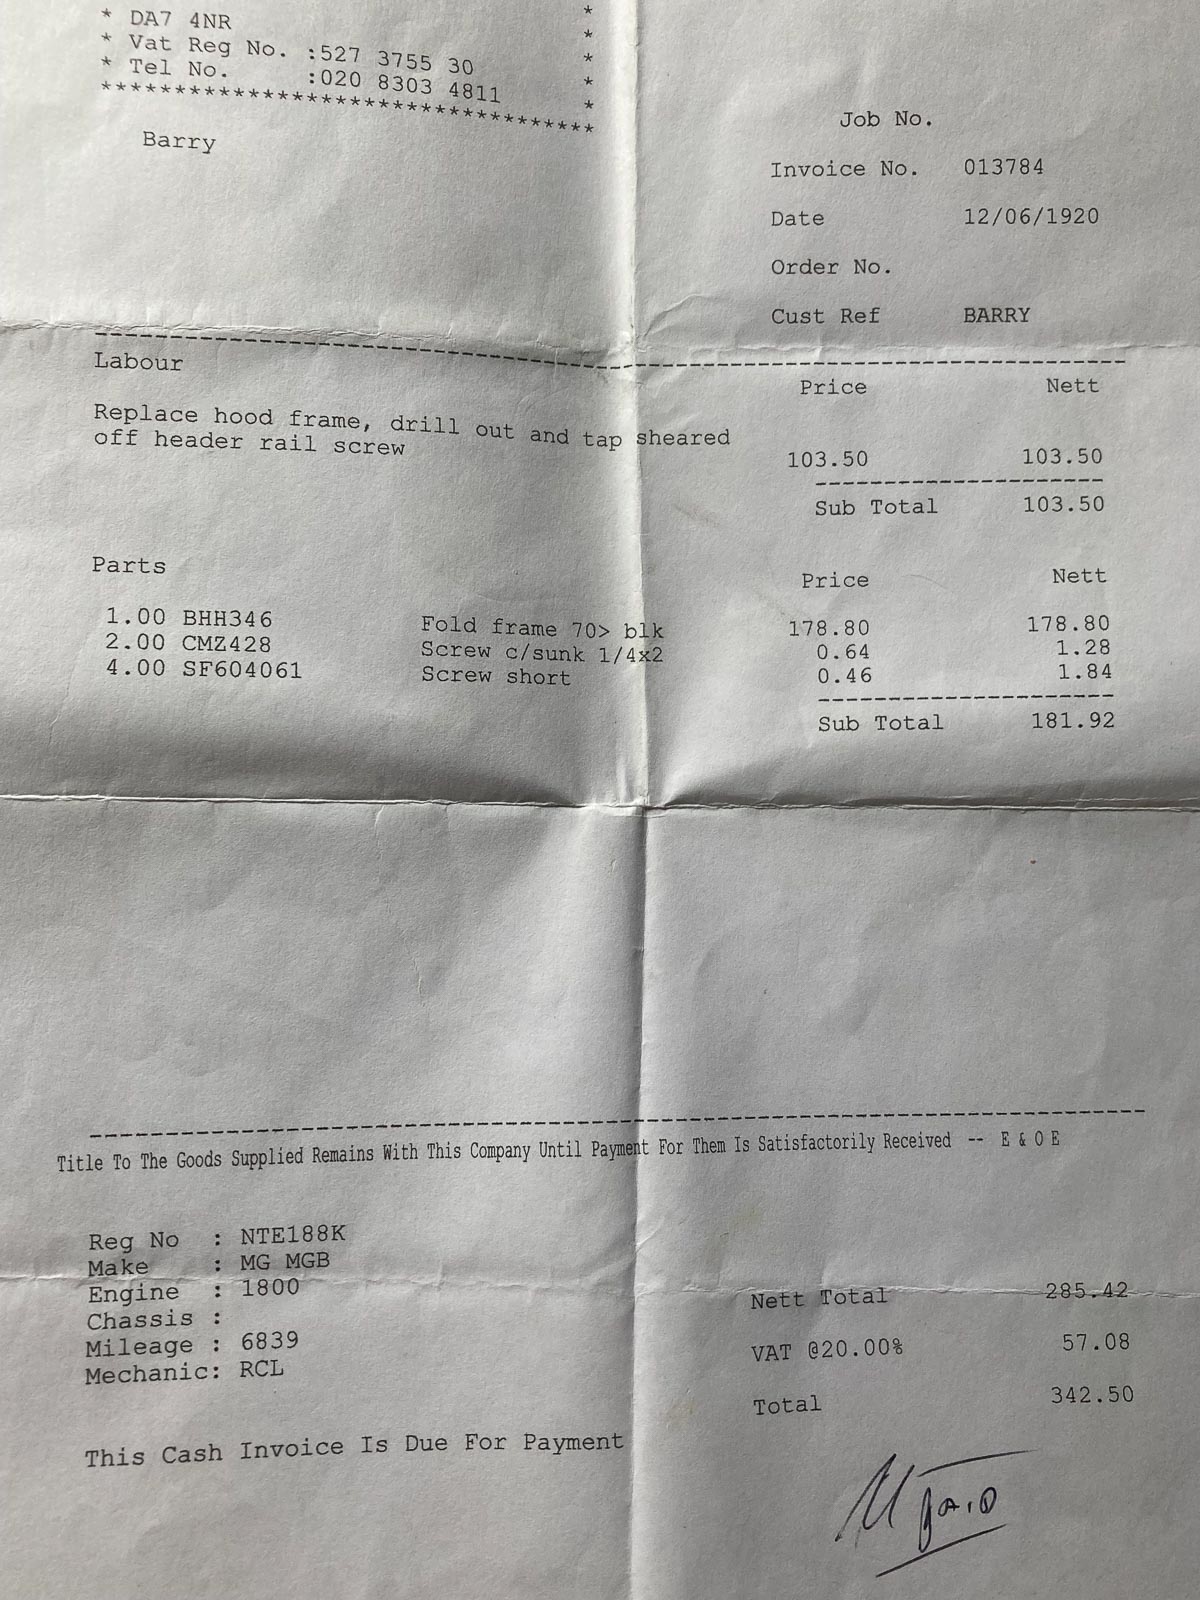 * DA7 4NR *
* Vat Reg No. :527 3755 30 *
* Tel No. :020 8303 4811 *
**********************************
Barry
Job No.
Invoice No. 013784
Date 12/06/1920
Order No.
Cust Ref BARRY
Labour
Price Nett
Replace hood frame, drill out and tap sheared
off header rail screw
103.50 103.50
Sub Total 103.50
Parts
Price Nett
1.00 BHH346 Fold frame 70> blk 178.80 178.80
2.00 CMZ428 Screw c/sunk 1/4x2 0.64 1.28
4.00 SF604061 Screw short 0.46 1.84
Sub Total 181.92
Title To The Goods Supplied Remains With This Company Until Payment For Them Is Satisfactorily Received -- E & O E
Reg No : NTE188K
Make : MG MGB
Engine : 1800
Chassis :
Mileage : 6839
Mechanic: RCL
Nett Total 285.42
VAT @20.00% 57.08
Total 342.50
This Cash Invoice Is Due For Payment
PAID